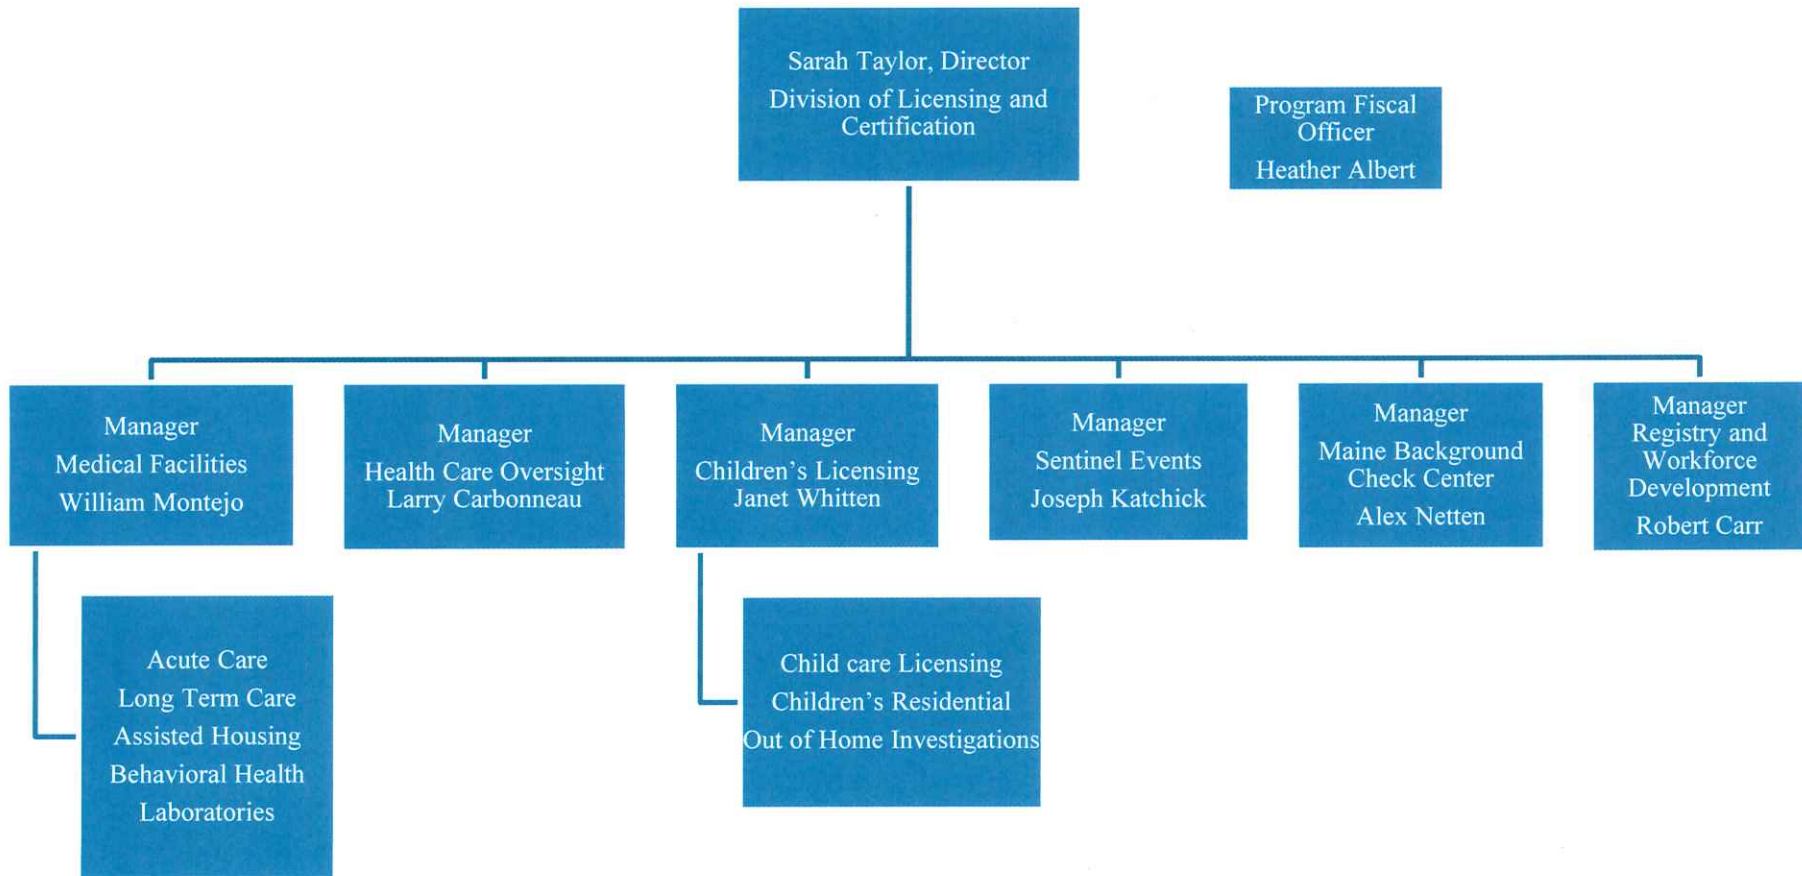 Sarah Taylor, Director
Division of Licensing and
Certification
Program Fiscal
Officer
Heather Albert
Manager
Medical Facilities
William Montejo
Manager
Health Care Oversight
Larry Carbonneau
Manager
Children's Licensing
Janet Whitten
Manager
Sentinel Events
Joseph Katchick
Manager
Maine Background
Check Center
Alex Netten
Manager
Registry and
Workforce
Development
Robert Carr
Acute Care
Long Term Care
Assisted Housing
Behavioral Health
Laboratories
Child care Licensing
Children's Residential
Out of Home Investigations